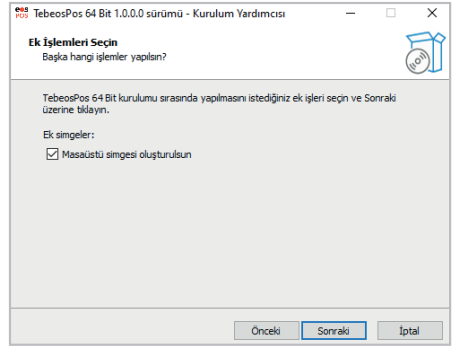 eos
POS
TebeosPos 64 Bit 1.0.0.0 sürümü - Kurulum Yardımcısı
Ek İşlemleri Seçin
Başka hangi işlemler yapılsın?
TebeosPos 64 Bit kurulumu sırasında yapılmasını istediğiniz ek işleri seçin ve Sonraki
üzerine tıklayın.
Ek simgeler:
Masaüstü simgesi oluşturulsun
Önceki
Sonraki
İptal